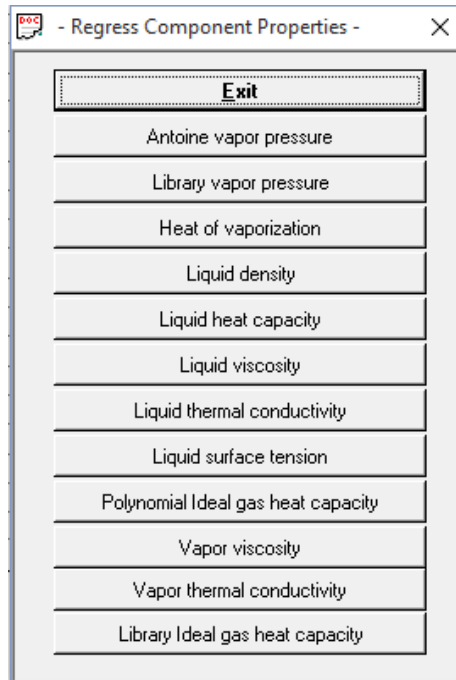 DOC
- Regress Component Properties -
Exit
Antoine vapor pressure
Library vapor pressure
Heat of vaporization
Liquid density
Liquid heat capacity
Liquid viscosity
Liquid thermal conductivity
Liquid surface tension
Polynomial Ideal gas heat capacity
Vapor viscosity
Vapor thermal conductivity
Library Ideal gas heat capacity